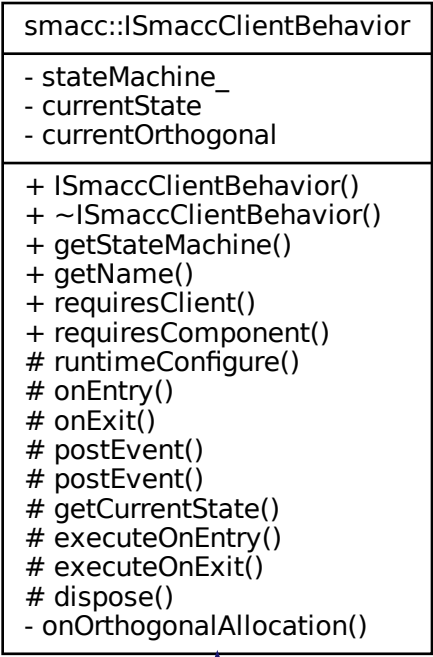 smacc::ISmaccClientBehavior
- stateMachine_
- currentState
- currentOrthogonal
+ ISmaccClientBehavior()
+ ~ISmaccClientBehavior()
+ getStateMachine()
+ getName()
+ requiresClient()
+ requiresComponent()
# runtimeConfigure()
# onEntry()
# onExit()
# postEvent()
# postEvent()
# getCurrentState()
# executeOnEntry()
# executeOnExit()
# dispose()
- onOrthogonalAllocation()